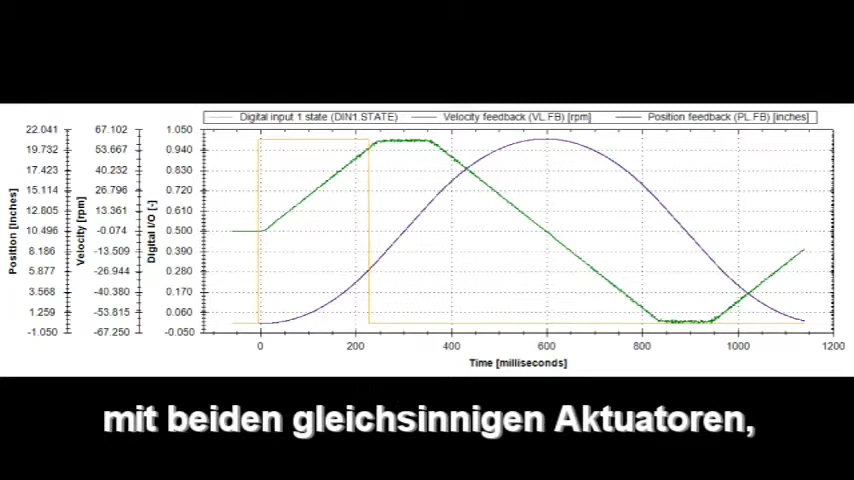 Digital input 1 state (DIN1.STATE) Velocity feedback (VL.FB) [rpm] Position feedback (PL.FB) [inches]
22.041 67.102 1.050
19.732 53.667 0.940
17.423 40.232 0.830
15.114 26.796 0.720
12.805 13.361 0.610
10.496 -0.074 0.500
8.186 -13.509 0.390
5.877 -26.944 0.280
3.568 -40.380 0.170
1.259 -53.815 0.060
-1.050 -67.250 -0.050
Position [inches]
Velocity [rpm]
Digital I/O [-]
0 200 400 600 800 1000 1200
Time [milliseconds]
mit beiden gleichsinnigen Aktuatoren,